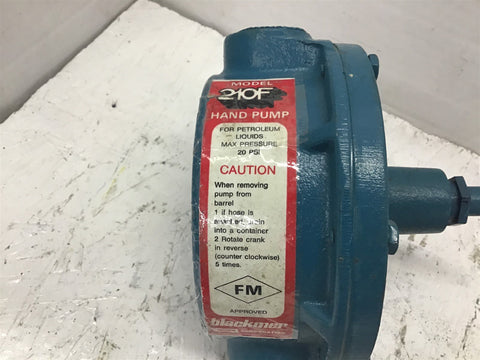 MODEL
210F
HAND PUMP
FOR PETROLEUM
LIQUIDS
MAX PRESSURE
20 PSI
CAUTION
When removing
pump from
barrel
1 if hose is
into a container
2 Rotate crank
in reverse
(counter clockwise)
5 times.
FM
APPROVED
blackmer
CORPORATION